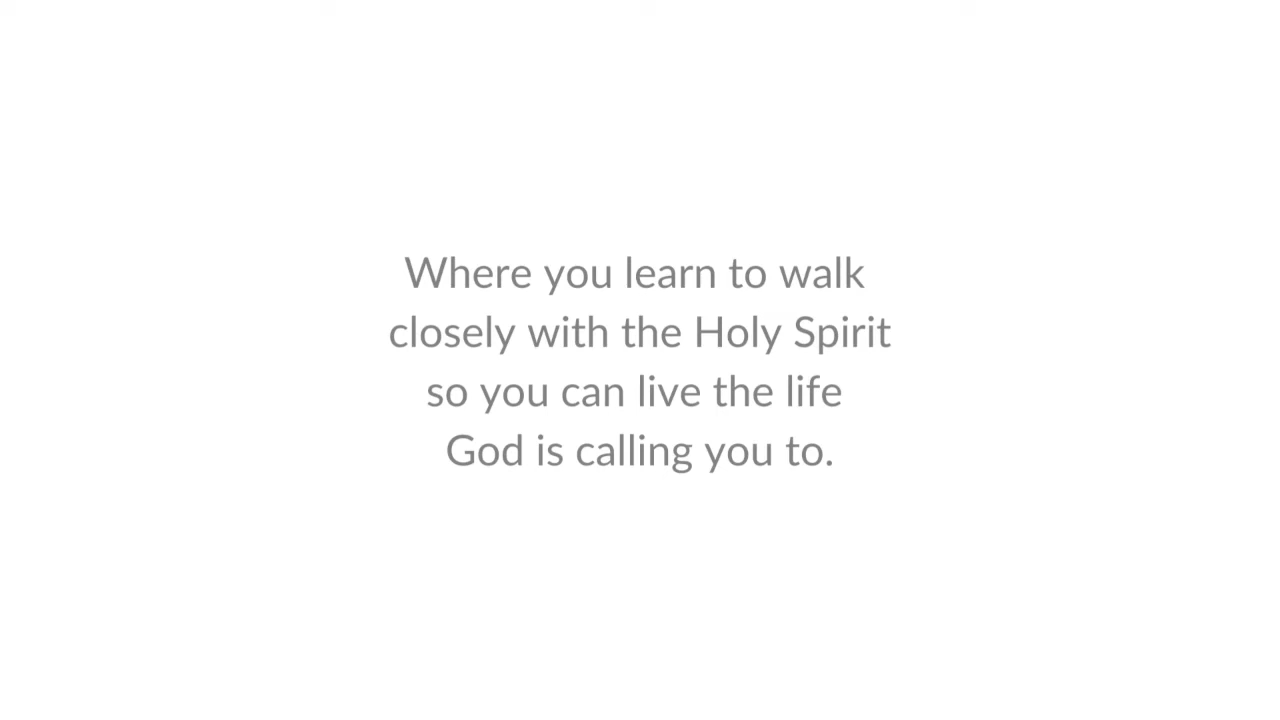 Where you learn to walk
closely with the Holy Spirit
so you can live the life
God is calling you to.